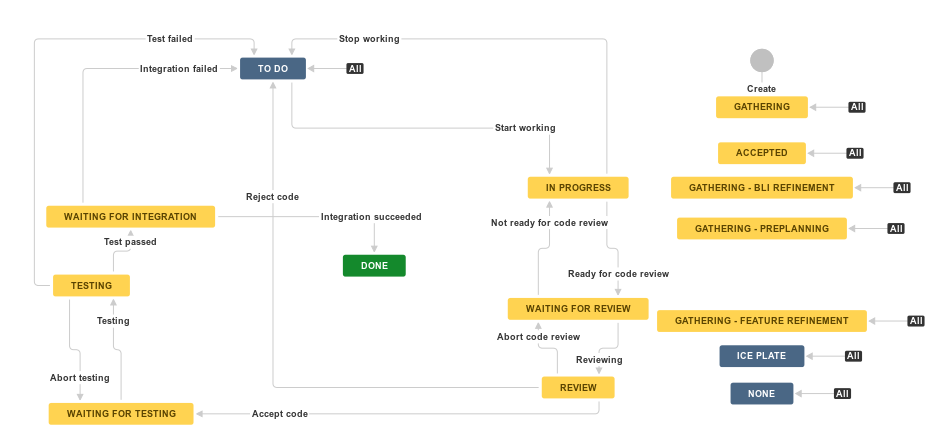 Test failed
Stop working
Integration failed
TO DO
All
Create
GATHERING
All
Start working
ACCEPTED
All
IN PROGRESS
GATHERING - BLI REFINEMENT
All
Reject code
WAITING FOR INTEGRATION
Integration succeeded
Not ready for code review
GATHERING - PREPLANNING
All
Test passed
DONE
Ready for code review
TESTING
WAITING FOR REVIEW
Testing
GATHERING - FEATURE REFINEMENT
All
Abort code review
Reviewing
ICE PLATE
All
Abort testing
REVIEW
NONE
All
WAITING FOR TESTING
Accept code